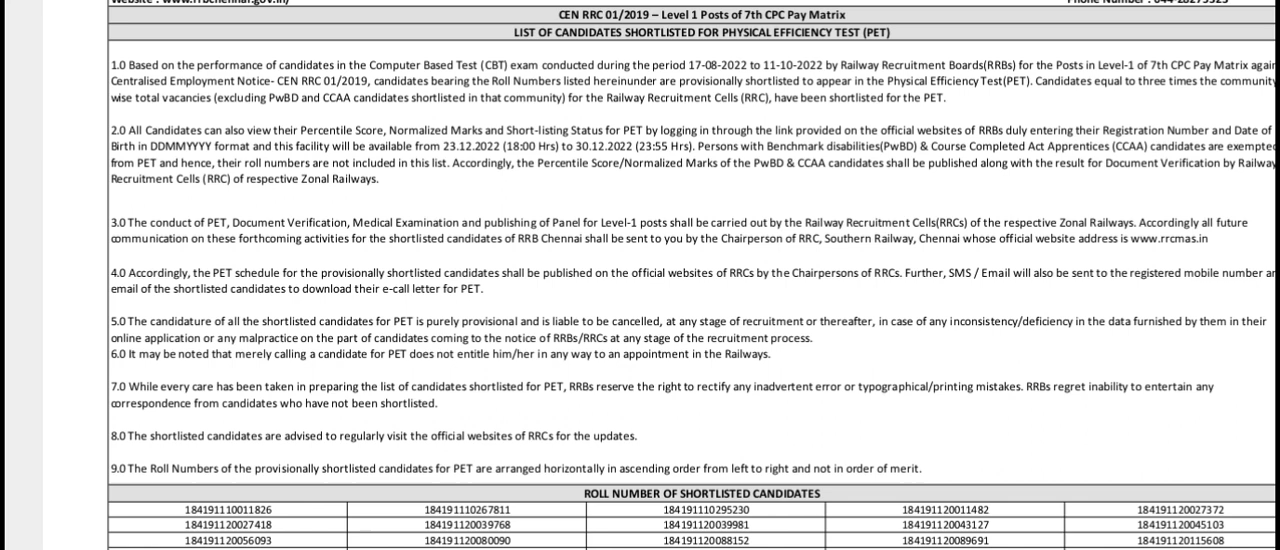 Website : www.rrbchennai.gov.in/ Phone Number : 044-28275323
CEN RRC 01/2019 – Level 1 Posts of 7th CPC Pay Matrix
LIST OF CANDIDATES SHORTLISTED FOR PHYSICAL EFFICIENCY TEST (PET)
1.0 Based on the performance of candidates in the Computer Based Test (CBT) exam conducted during the period 17-08-2022 to 11-10-2022 by Railway Recruitment Boards(RRBs) for the Posts in Level-1 of 7th CPC Pay Matrix again
Centralised Employment Notice- CEN RRC 01/2019, candidates bearing the Roll Numbers listed hereinunder are provisionally shortlisted to appear in the Physical Efficiency Test(PET). Candidates equal to three times the community
wise total vacancies (excluding PwBD and CCAA candidates shortlisted in that community) for the Railway Recruitment Cells (RRC), have been shortlisted for the PET.
2.0 All Candidates can also view their Percentile Score, Normalized Marks and Short-listing Status for PET by logging in through the link provided on the official websites of RRBs duly entering their Registration Number and Date of
Birth in DDMMYYYY format and this facility will be available from 23.12.2022 (18:00 Hrs) to 30.12.2022 (23:55 Hrs). Persons with Benchmark disabilities(PwBD) & Course Completed Act Apprentices (CCAA) candidates are exempted
from PET and hence, their roll numbers are not included in this list. Accordingly, the Percentile Score/Normalized Marks of the PwBD & CCAA candidates shall be published along with the result for Document Verification by Railway
Recruitment Cells (RRC) of respective Zonal Railways.
3.0 The conduct of PET, Document Verification, Medical Examination and publishing of Panel for Level-1 posts shall be carried out by the Railway Recruitment Cells(RRCs) of the respective Zonal Railways. Accordingly all future
communication on these forthcoming activities for the shortlisted candidates of RRB Chennai shall be sent to you by the Chairperson of RRC, Southern Railway, Chennai whose official website address is www.rrcmas.in
4.0 Accordingly, the PET schedule for the provisionally shortlisted candidates shall be published on the official websites of RRCs by the Chairpersons of RRCs. Further, SMS / Email will also be sent to the registered mobile number an
email of the shortlisted candidates to download their e-call letter for PET.
5.0 The candidature of all the shortlisted candidates for PET is purely provisional and is liable to be cancelled, at any stage of recruitment or thereafter, in case of any inconsistency/deficiency in the data furnished by them in their
online application or any malpractice on the part of candidates coming to the notice of RRBs/RRCs at any stage of the recruitment process.
6.0 It may be noted that merely calling a candidate for PET does not entitle him/her in any way to an appointment in the Railways.
7.0 While every care has been taken in preparing the list of candidates shortlisted for PET, RRBs reserve the right to rectify any inadvertent error or typographical/printing mistakes. RRBs regret inability to entertain any
correspondence from candidates who have not been shortlisted.
8.0 The shortlisted candidates are advised to regularly visit the official websites of RRCs for the updates.
9.0 The Roll Numbers of the provisionally shortlisted candidates for PET are arranged horizontally in ascending order from left to right and not in order of merit.
ROLL NUMBER OF SHORTLISTED CANDIDATES
184191110011826 184191110267811 184191110295230 184191120011482 184191120027372
184191120027418 184191120039768 184191120039981 184191120043127 184191120045103
184191120056093 184191120080090 184191120088152 184191120089691 184191120115608